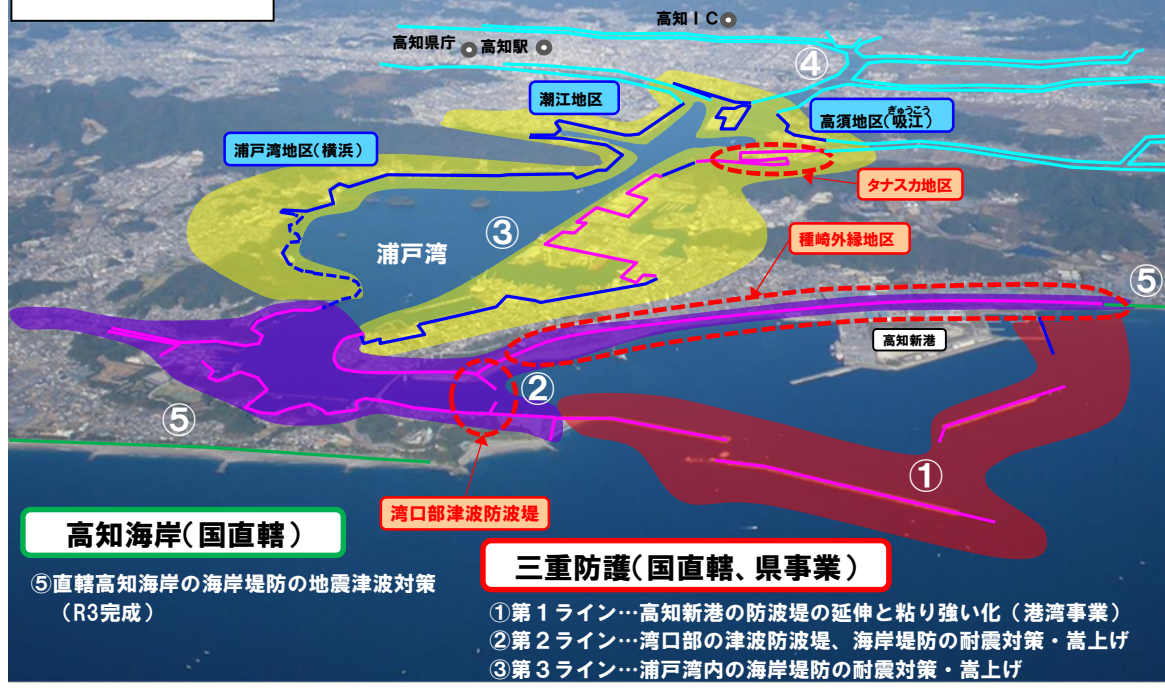 高知IC
高知県庁
高知駅
④
潮江地区
ぎゅうこう
高須地区(吸江)
浦戸湾地区(横浜)
タナスカ地区
③
種崎外縁地区
浦戸湾
⑤
高知新港
②
⑤
①
湾口部津波防波堤
高知海岸(国直轄)
⑤直轄高知海岸の海岸堤防の地震津波対策
(R3完成)
三重防護(国直轄、県事業)
①第1ライン…高知新港の防波堤の延伸と粘り強い化(港湾事業)
②第2ライン…湾口部の津波防波堤、海岸堤防の耐震対策・嵩上げ
③第3ライン…浦戸湾内の海岸堤防の耐震対策・嵩上げ